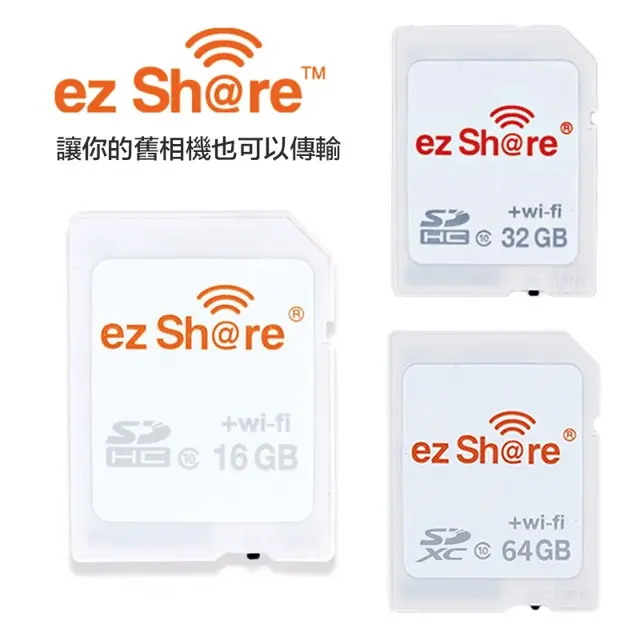 ez Sh@re™
讓你的舊相機也可以傳輸
ez Sh@re®
+wi-fi
SD HC ⑩ 32 GB
ez Sh@re®
+wi-fi
SD HC ⑩ 16 GB
ez Sh@re®
+wi-fi
SD XC ⑩ 64 GB